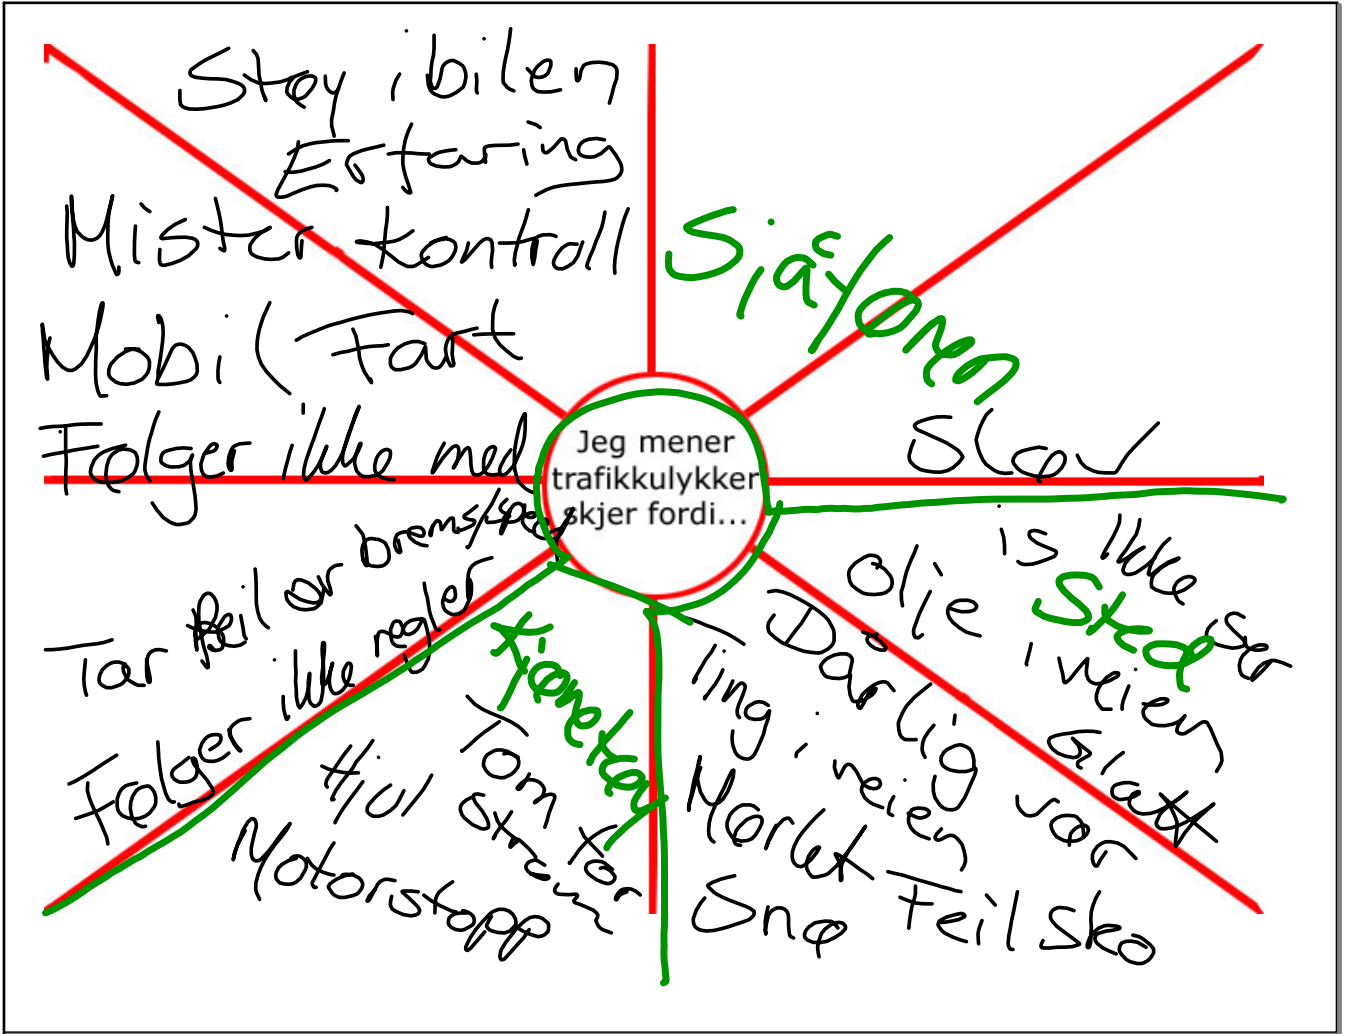 Støy i bilen
Erfaring
Mister kontroll
Mobil Fart
Følger ikke med
Sjåføren
Sløv
Jeg mener
trafikkulykker
skjer fordi...
Tar feil av brems/
Følger ikke regler
Kjøretøy
Hjul
Tom for
strøm
Motorstopp
is Ikke ser
Sted
Olje i veien
Glatt
Dårlig vær
Ting i veien
Mørket Feil sko
Snø